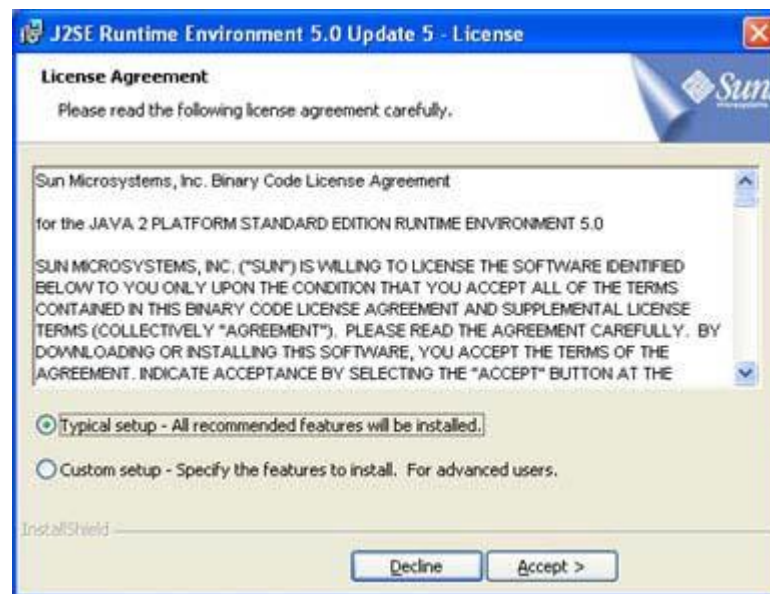 J2SE Runtime Environment 5.0 Update 5 - License
License Agreement
Please read the following license agreement carefully.
Sun
microsystems
Sun Microsystems, Inc. Binary Code License Agreement
for the JAVA 2 PLATFORM STANDARD EDITION RUNTIME ENVIRONMENT 5.0
SUN MICROSYSTEMS, INC. ("SUN") IS WILLING TO LICENSE THE SOFTWARE IDENTIFIED
BELOW TO YOU ONLY UPON THE CONDITION THAT YOU ACCEPT ALL OF THE TERMS
CONTAINED IN THIS BINARY CODE LICENSE AGREEMENT AND SUPPLEMENTAL LICENSE
TERMS (COLLECTIVELY "AGREEMENT"). PLEASE READ THE AGREEMENT CAREFULLY. BY
DOWNLOADING OR INSTALLING THIS SOFTWARE, YOU ACCEPT THE TERMS OF THE
AGREEMENT. INDICATE ACCEPTANCE BY SELECTING THE "ACCEPT" BUTTON AT THE
Typical setup - All recommended features will be installed.
Custom setup - Specify the features to install. For advanced users.
InstallShield
Decline
Accept >